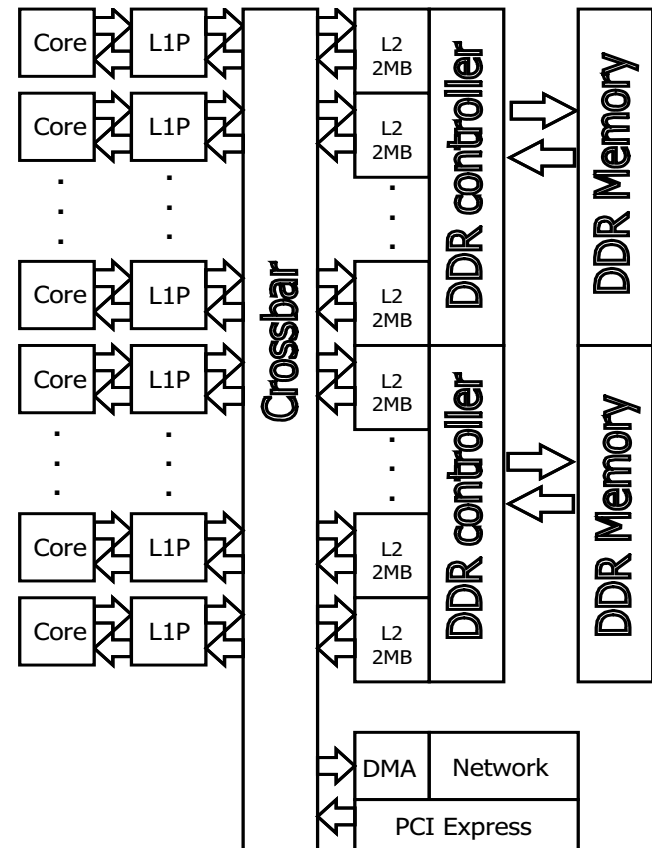 Core
L1P
L2
2MB
Core
L1P
L2
2MB
Core
L1P
L2
2MB
Core
L1P
L2
2MB
Core
L1P
L2
2MB
Core
L1P
L2
2MB
Crossbar
DDR controller
DDR Memory
DDR controller
DDR Memory
DMA
Network
PCI Express